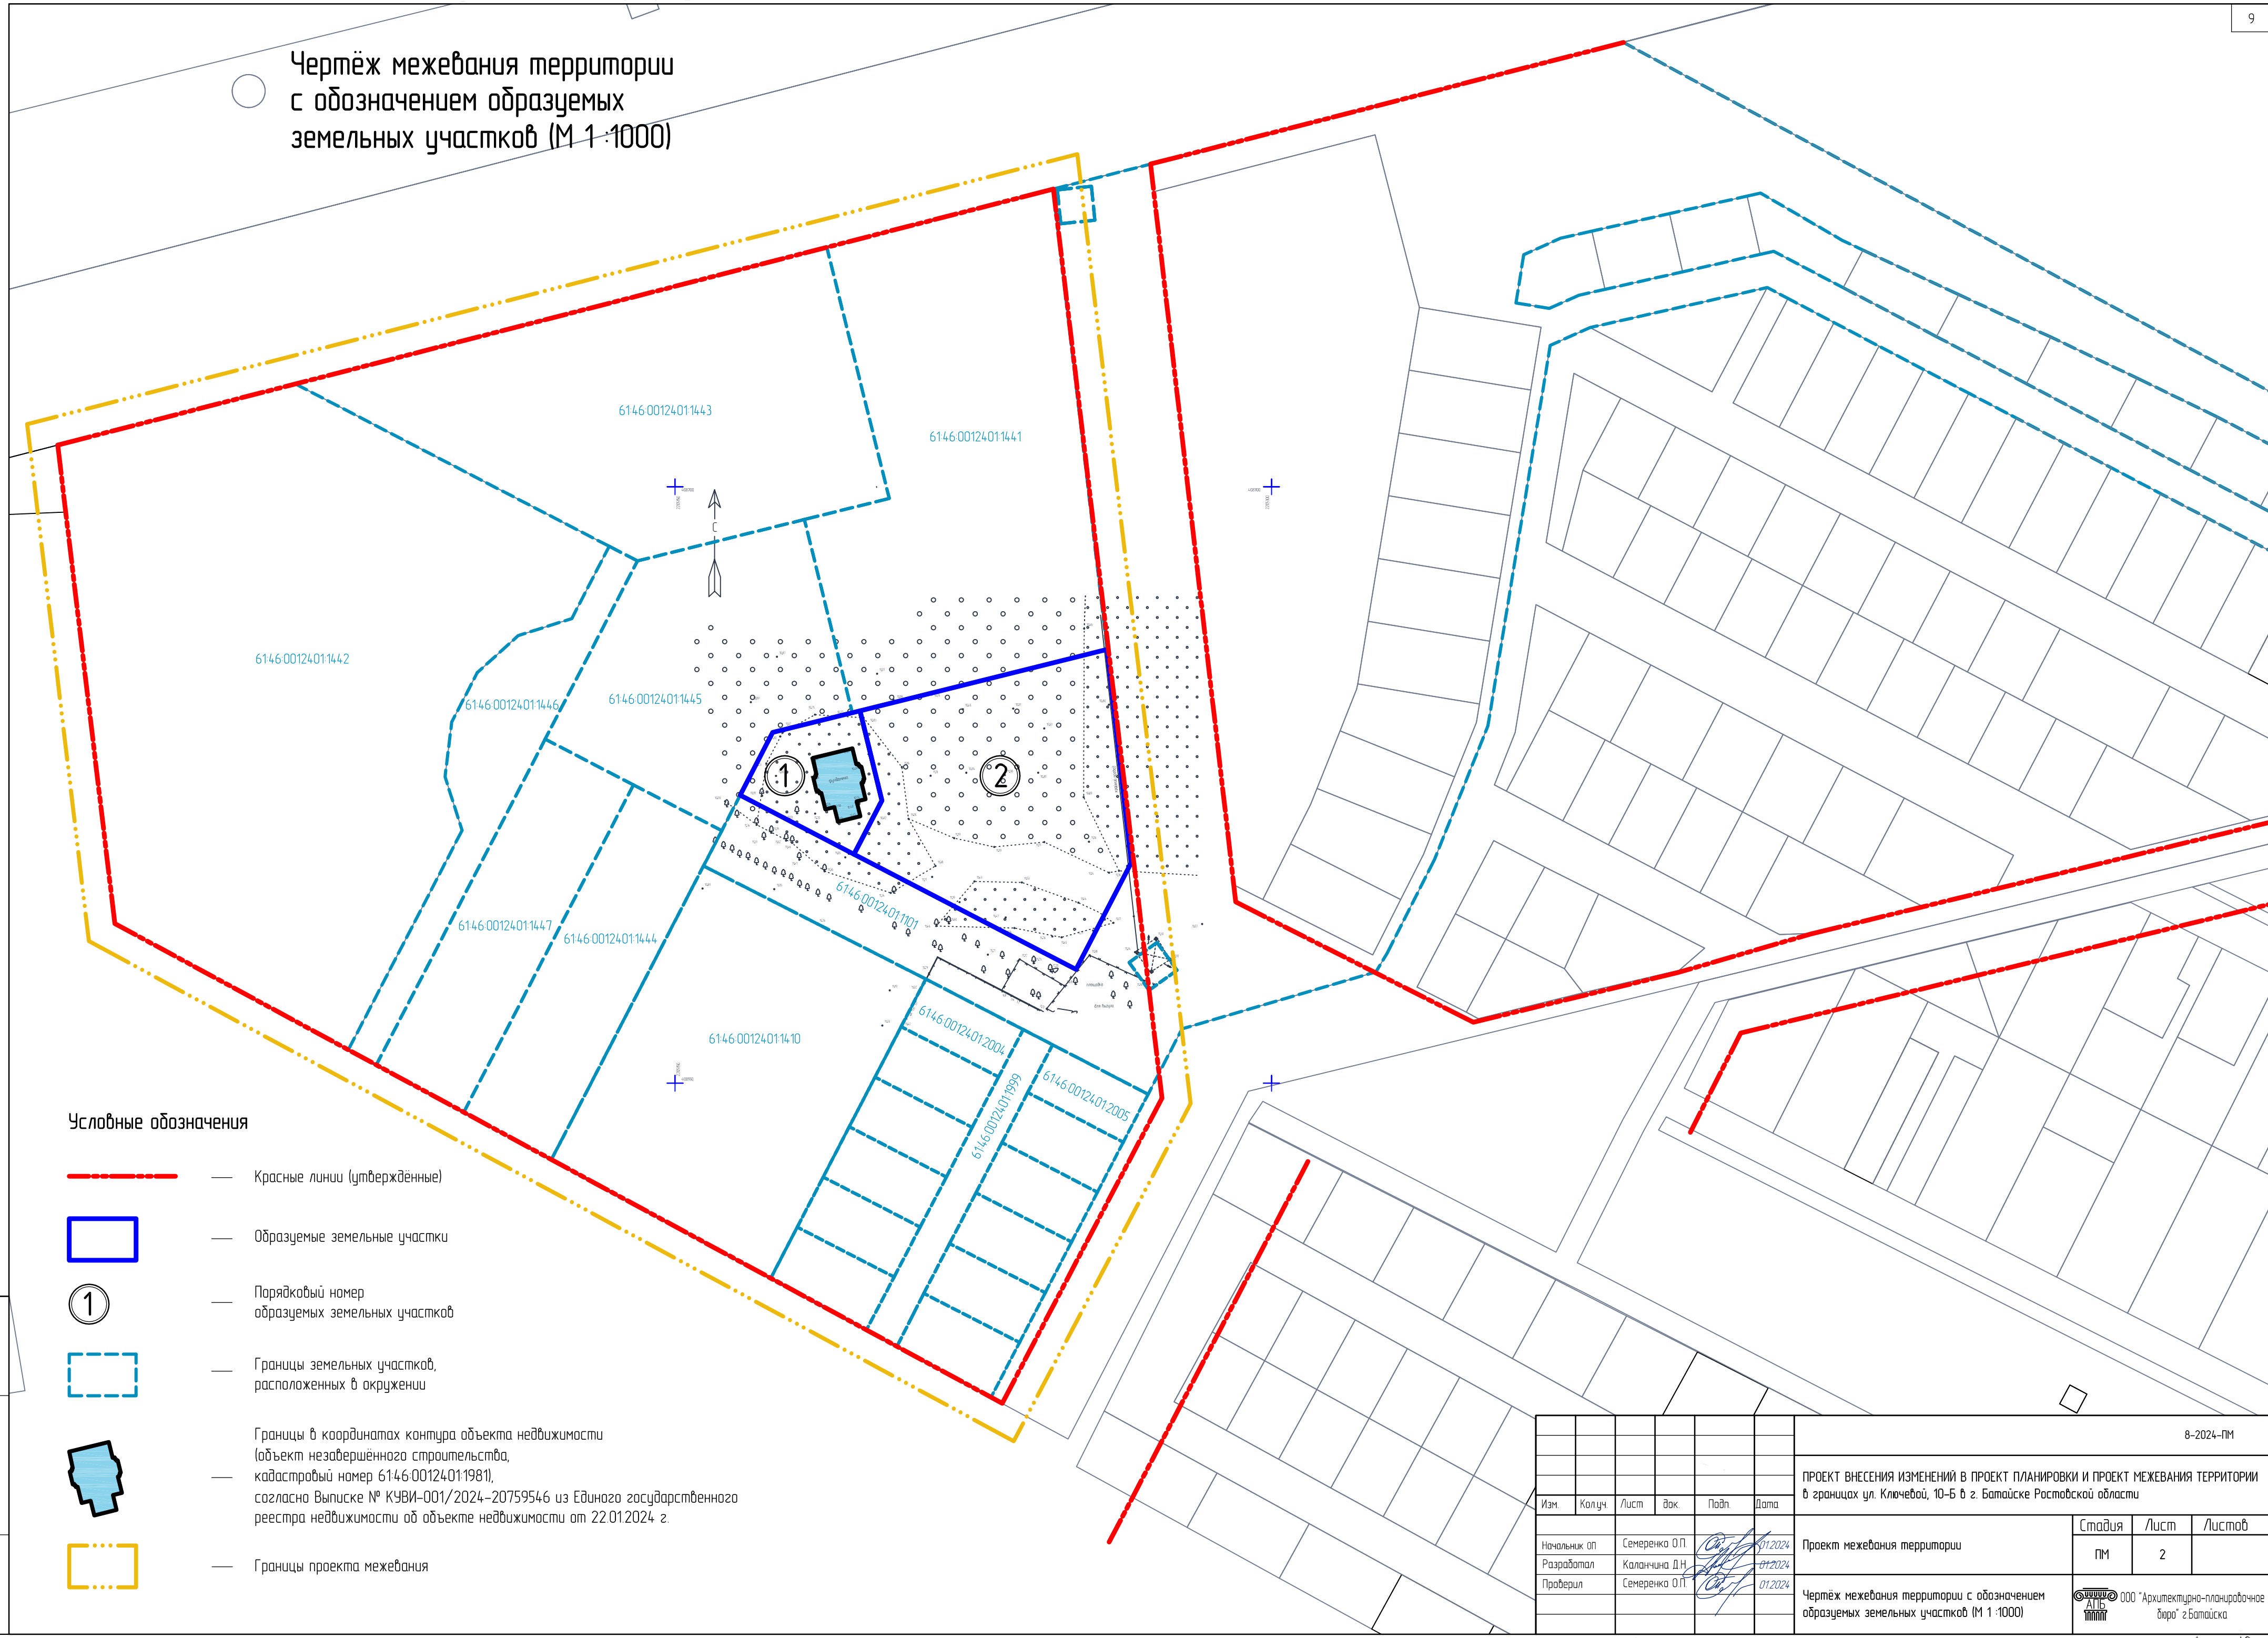 9
Чертёж межевания территории
с обозначением образуемых
земельных участков (М 1 :1000)
61:46:0012401:1443
61:46:0012401:1441
С
61:46:0012401:1442
61:46:0012401:1446
61:46:0012401:1445
1
2
61:46:0012401:1101
61:46:0012401:1447
61:46:0012401:1444
61:46:0012401:1410
61:46:0012401:2004
61:46:0012401:1999
61:46:0012401:2005
Условные обозначения
— Красные линии (утверждённые)
— Образуемые земельные участки
1 — Порядковый номер
образуемых земельных участков
— Границы земельных участков,
расположенных в окружении
Границы в координатах контура объекта недвижимости
(объект незавершённого строительства,
— кадастровый номер 61:46:0012401:1981),
согласно Выписке № КУВИ-001/2024-20759546 из Единого государственного
реестра недвижимости об объекте недвижимости от 22.01.2024 г.
— Границы проекта межевания
8-2024-ПМ
ПРОЕКТ ВНЕСЕНИЯ ИЗМЕНЕНИЙ В ПРОЕКТ ПЛАНИРОВКИ И ПРОЕКТ МЕЖЕВАНИЯ ТЕРРИТОРИИ
в границах ул. Ключевой, 10-Б в г. Батайске Ростовской области
Изм. Кол.уч. Лист док. Подп. Дата
Начальник ОП Семеренко О.П. 01.2024
Разработал Каланчина Д.Н. 01.2024
Проверил Семеренко О.П. 01.2024
Проект межевания территории
Стадия Лист Листов
ПМ 2
Чертёж межевания территории с обозначением
образуемых земельных участков (М 1 :1000)
АПБ
ООО "Архитектурно-планировочное
бюро" г.Батайска